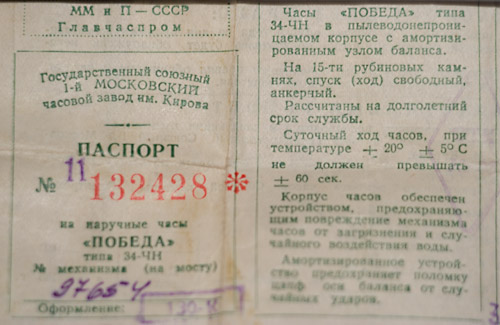 ММ и П — СССР
Главчаспром
Государственный союзный
1-й МОСКОВСКИЙ
часовой завод им. Кирова
ПАСПОРТ
№ 11 132428 *
на наручные часы
«ПОБЕДА»
типа 34-ЧН
№ механизма (на мосту)
97654
Оформление:
Часы «ПОБЕДА» типа
34-ЧН в пылеводонепрони-
цаемом корпусе с амортизи-
рованным узлом баланса.
На 15-ти рубиновых кам-
нях, спуск (ход) свободный,
анкерный.
Рассчитаны на долголетний
срок службы.
Суточный ход часов, при
температуре + 20° ± 5° С
не должен превышать
± 60 сек.
Корпус часов обеспечен
устройством, предохраняю-
щим повреждение механизма
часов от загрязнения и слу-
чайного воздействия воды.
Амортизированное устрой-
ство предохраняет поломку
цапф оси баланса от слу-
чайных ударов.